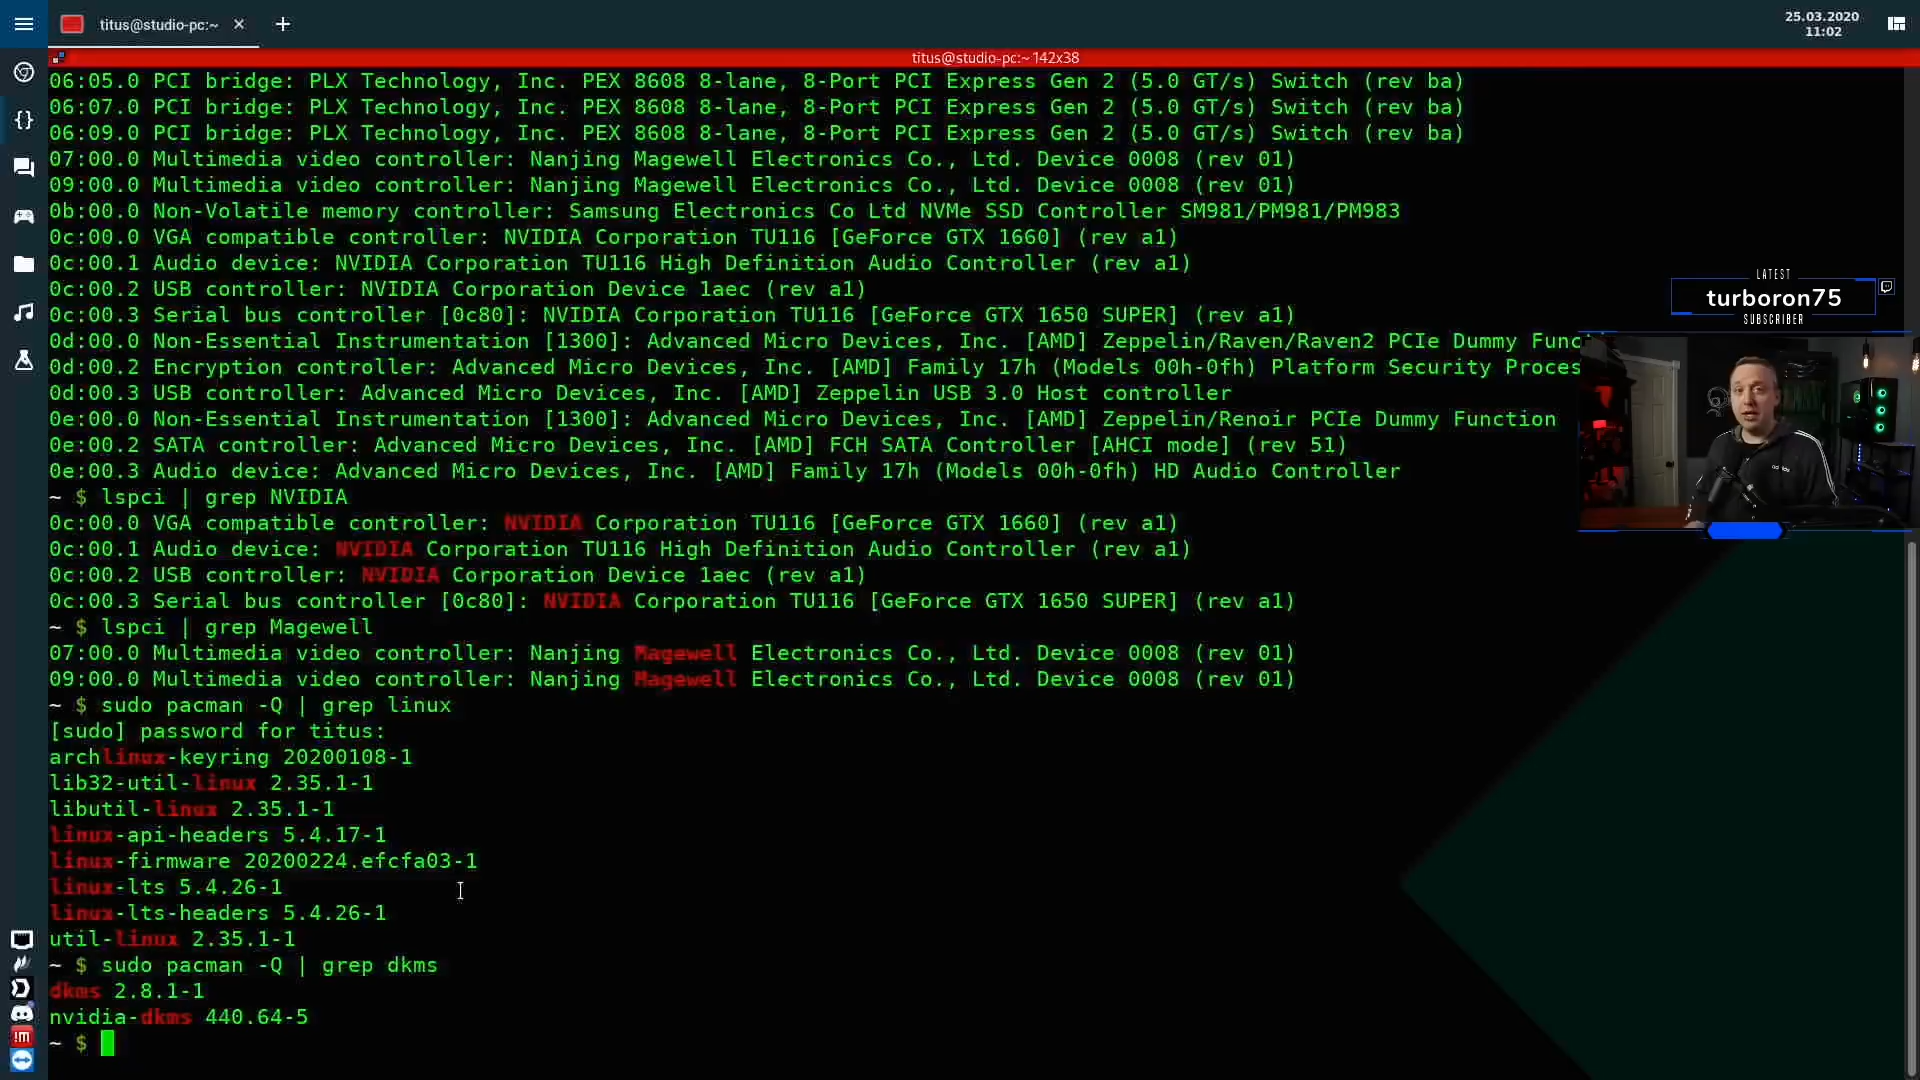 titus@studio-pc:~
25.03.2020
11:02
titus@studio-pc:~ 142x38
06:05.0 PCI bridge: PLX Technology, Inc. PEX 8608 8-lane, 8-Port PCI Express Gen 2 (5.0 GT/s) Switch (rev ba)
06:07.0 PCI bridge: PLX Technology, Inc. PEX 8608 8-lane, 8-Port PCI Express Gen 2 (5.0 GT/s) Switch (rev ba)
06:09.0 PCI bridge: PLX Technology, Inc. PEX 8608 8-lane, 8-Port PCI Express Gen 2 (5.0 GT/s) Switch (rev ba)
07:00.0 Multimedia video controller: Nanjing Magewell Electronics Co., Ltd. Device 0008 (rev 01)
09:00.0 Multimedia video controller: Nanjing Magewell Electronics Co., Ltd. Device 0008 (rev 01)
0b:00.0 Non-Volatile memory controller: Samsung Electronics Co Ltd NVMe SSD Controller SM981/PM981/PM983
0c:00.0 VGA compatible controller: NVIDIA Corporation TU116 [GeForce GTX 1660] (rev a1)
0c:00.1 Audio device: NVIDIA Corporation TU116 High Definition Audio Controller (rev a1)
0c:00.2 USB controller: NVIDIA Corporation Device 1aec (rev a1)
0c:00.3 Serial bus controller [0c80]: NVIDIA Corporation TU116 [GeForce GTX 1650 SUPER] (rev a1)
0d:00.0 Non-Essential Instrumentation [1300]: Advanced Micro Devices, Inc. [AMD] Zeppelin/Raven/Raven2 PCIe Dummy Func
0d:00.2 Encryption controller: Advanced Micro Devices, Inc. [AMD] Family 17h (Models 00h-0fh) Platform Security Proces
0d:00.3 USB controller: Advanced Micro Devices, Inc. [AMD] Zeppelin USB 3.0 Host controller
0e:00.0 Non-Essential Instrumentation [1300]: Advanced Micro Devices, Inc. [AMD] Zeppelin/Renoir PCIe Dummy Function
0e:00.2 SATA controller: Advanced Micro Devices, Inc. [AMD] FCH SATA Controller [AHCI mode] (rev 51)
0e:00.3 Audio device: Advanced Micro Devices, Inc. [AMD] Family 17h (Models 00h-0fh) HD Audio Controller
~ $ lspci | grep NVIDIA
0c:00.0 VGA compatible controller: NVIDIA Corporation TU116 [GeForce GTX 1660] (rev a1)
0c:00.1 Audio device: NVIDIA Corporation TU116 High Definition Audio Controller (rev a1)
0c:00.2 USB controller: NVIDIA Corporation Device 1aec (rev a1)
0c:00.3 Serial bus controller [0c80]: NVIDIA Corporation TU116 [GeForce GTX 1650 SUPER] (rev a1)
~ $ lspci | grep Magewell
07:00.0 Multimedia video controller: Nanjing Magewell Electronics Co., Ltd. Device 0008 (rev 01)
09:00.0 Multimedia video controller: Nanjing Magewell Electronics Co., Ltd. Device 0008 (rev 01)
~ $ sudo pacman -Q | grep linux
[sudo] password for titus:
archlinux-keyring 20200108-1
lib32-util-linux 2.35.1-1
libutil-linux 2.35.1-1
linux-api-headers 5.4.17-1
linux-firmware 20200224.efcfa03-1
linux-lts 5.4.26-1
linux-lts-headers 5.4.26-1
util-linux 2.35.1-1
~ $ sudo pacman -Q | grep dkms
dkms 2.8.1-1
nvidia-dkms 440.64-5
~ $
LATEST
turboron75
SUBSCRIBER
!m